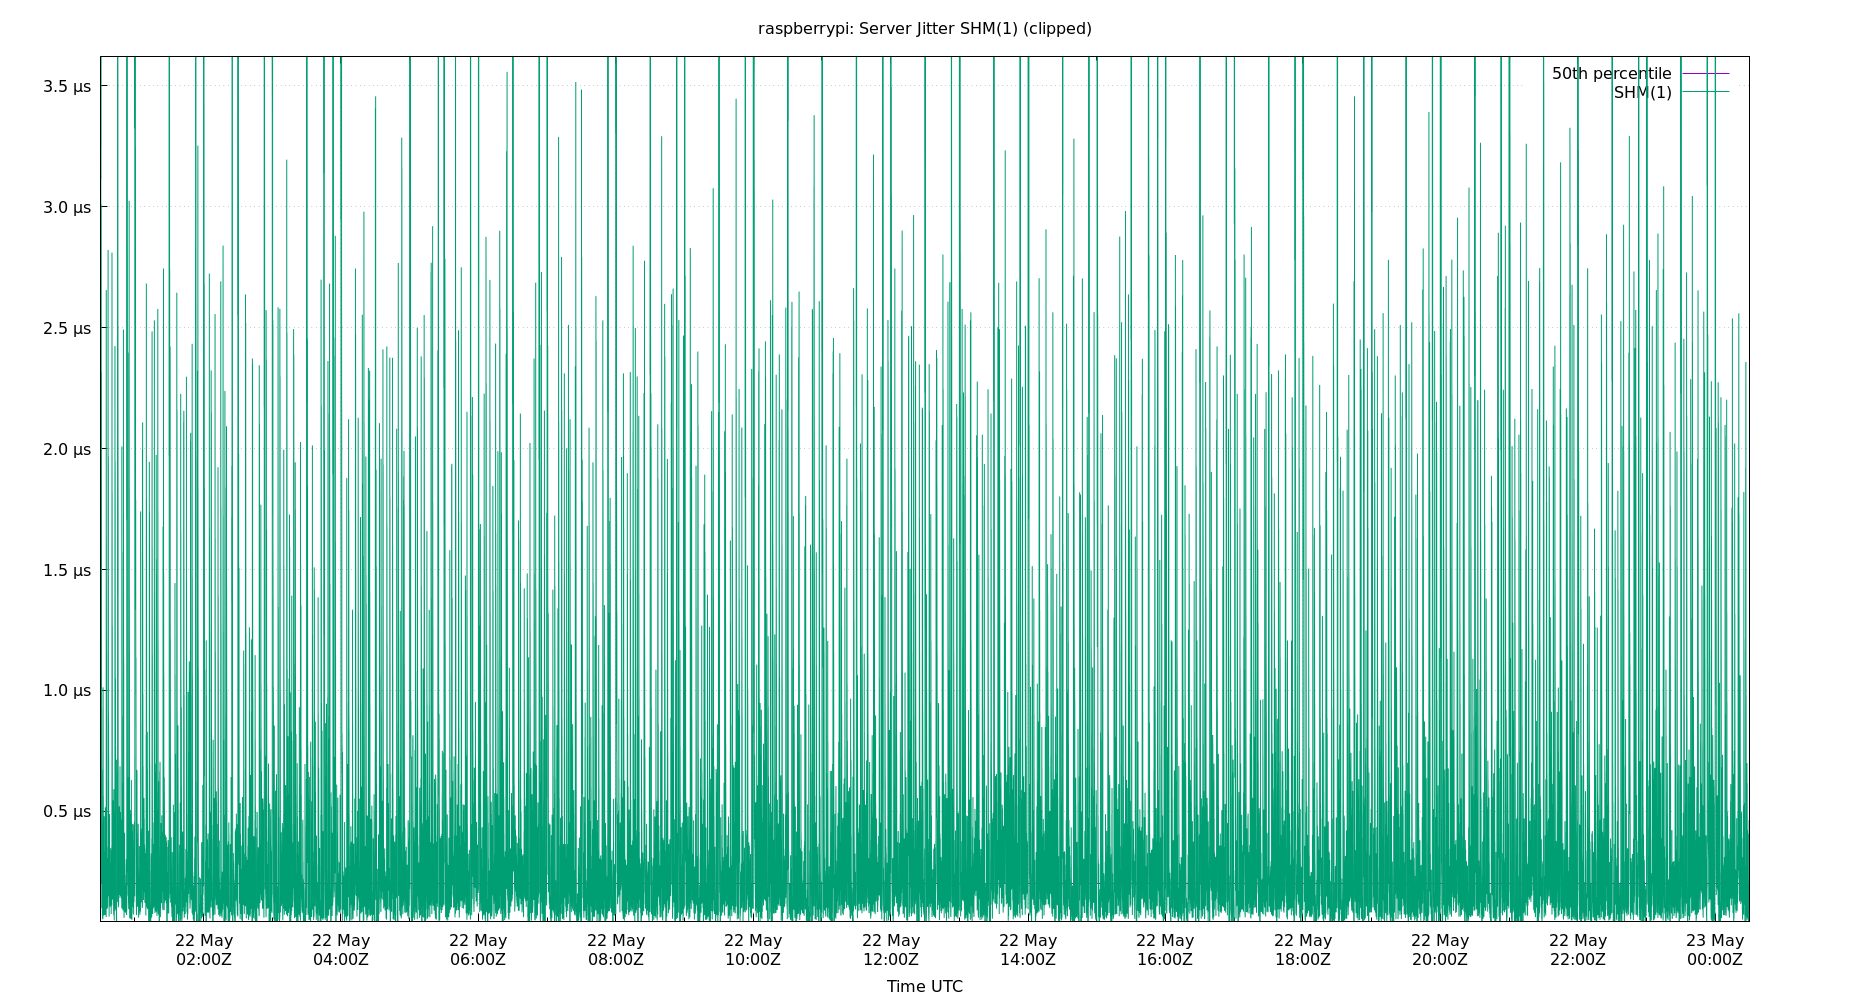 raspberrypi: Server Jitter SHM(1) (clipped)
50th percentile
SHM(1)
3.5 µs
3.0 µs
2.5 µs
2.0 µs
1.5 µs
1.0 µs
0.5 µs
22 May 22 May 22 May 22 May 22 May 22 May 22 May 22 May 22 May 22 May 22 May 23 May
02:00Z 04:00Z 06:00Z 08:00Z 10:00Z 12:00Z 14:00Z 16:00Z 18:00Z 20:00Z 22:00Z 00:00Z
Time UTC